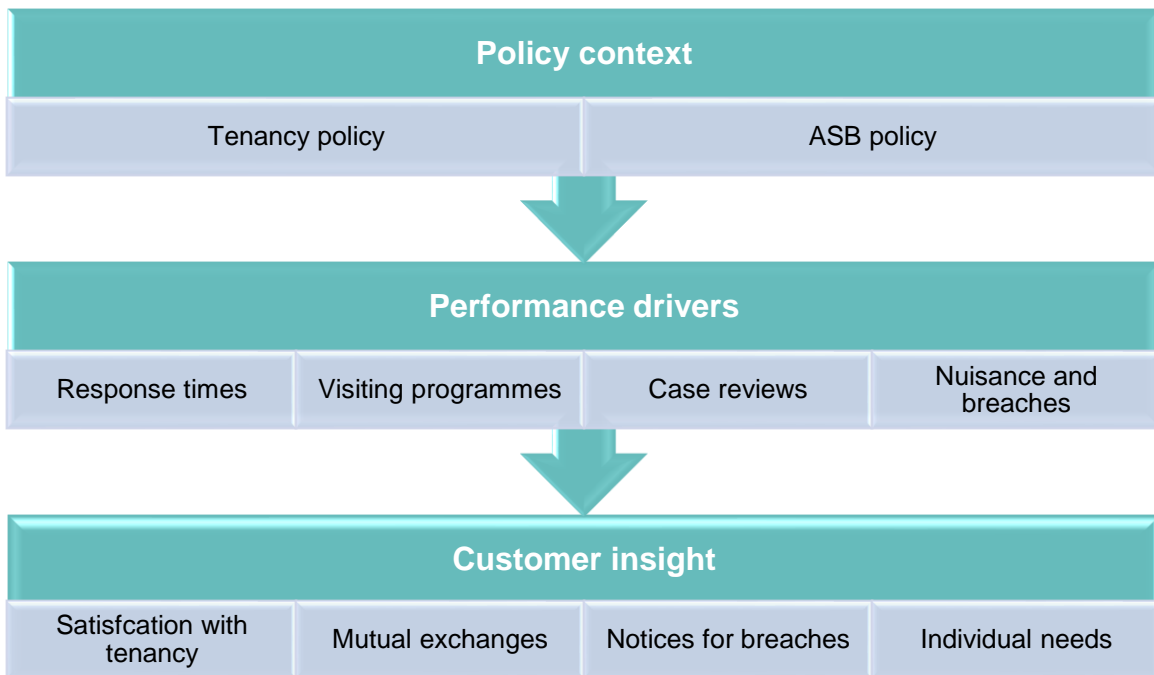 Policy context
Tenancy policy
ASB policy
Performance drivers
Response times
Visiting programmes
Case reviews
Nuisance and
breaches
Customer insight
Satisfcation with
tenancy
Mutual exchanges
Notices for breaches
Individual needs